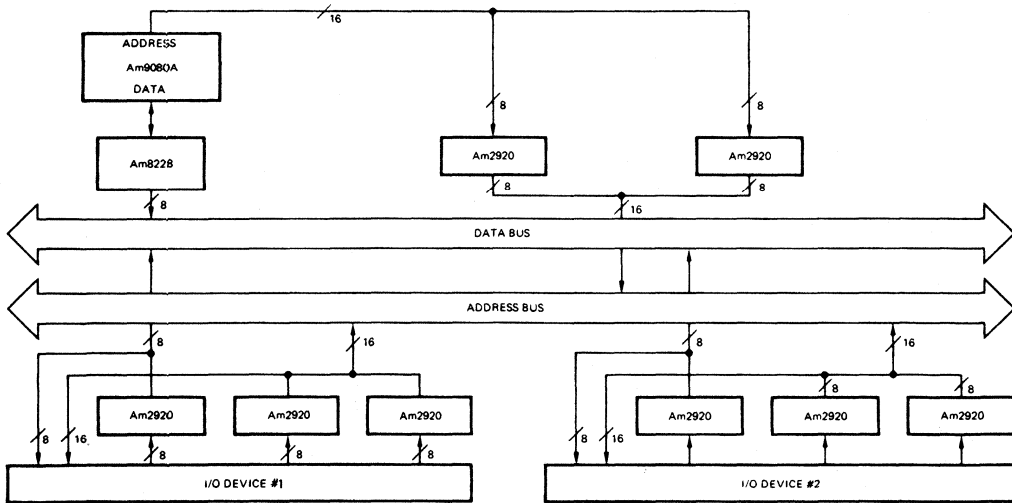 16
ADDRESS
Am9080A
DATA
8
8
Am8228
Am2920
Am2920
8
8
8
16
DATA BUS
ADDRESS BUS
8
16
8
16
8
8
Am2920
Am2920
Am2920
Am2920
Am2920
Am2920
8
16
8
8
8
8
16
I/O DEVICE #1
I/O DEVICE #2